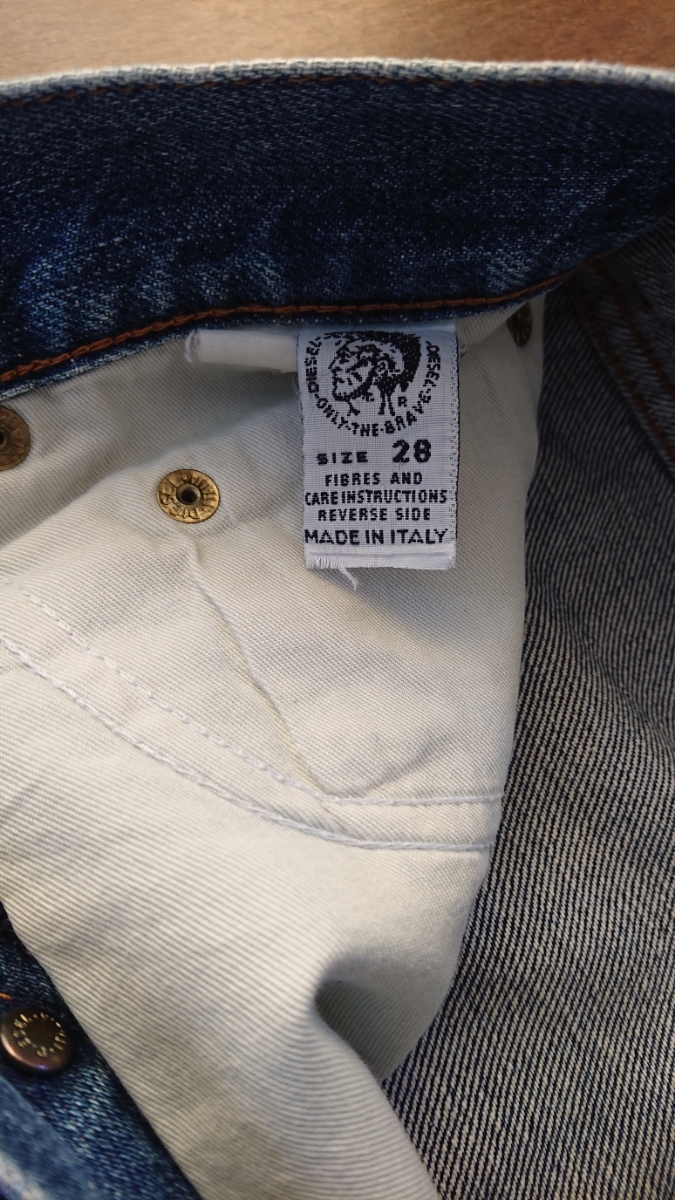 DIESEL·ONLY·THE·BRAVE·DIESEL
R
SIZE 28
FIBRES AND
CARE INSTRUCTIONS
REVERSE SIDE
MADE IN ITALY